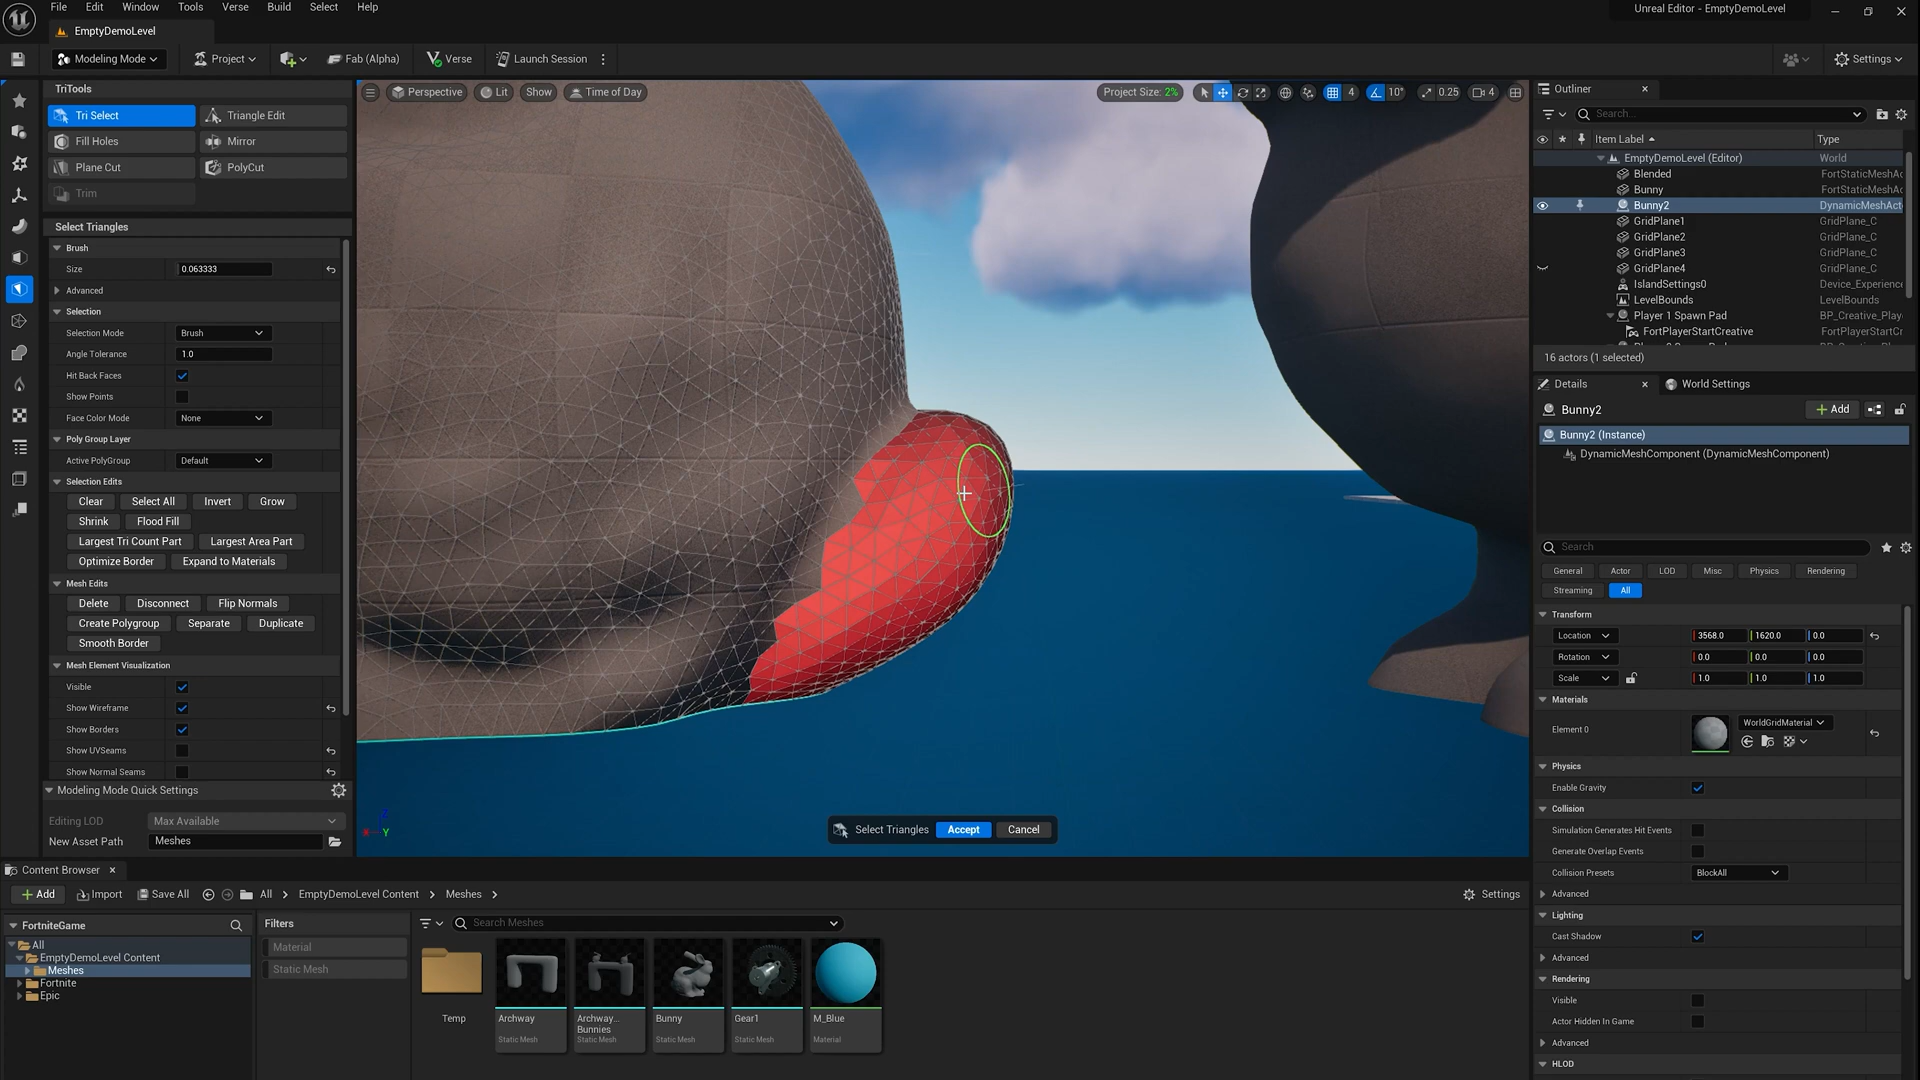 File Edit Window Tools Verse Build Select Help
Unreal Editor - EmptyDemoLevel
EmptyDemoLevel
Modeling Mode Project Fab (Alpha) Verse Launch Session Settings
TriTools
Tri Select Triangle Edit
Fill Holes Mirror
Plane Cut PolyCut
Trim
Select Triangles
Brush
Size 0.063333
Advanced
Selection
Selection Mode Brush
Angle Tolerance 1.0
Hit Back Faces
Show Points
Face Color Mode None
Poly Group Layer
Active PolyGroup Default
Selection Edits
Clear Select All Invert Grow
Shrink Flood Fill
Largest Tri Count Part Largest Area Part
Optimize Border Expand to Materials
Mesh Edits
Delete Disconnect Flip Normals
Create Polygroup Separate Duplicate
Smooth Border
Mesh Element Visualization
Visible
Show Wireframe
Show Borders
Show UVSeams
Show Normal Seams
Modeling Mode Quick Settings
Editing LOD Max Available
New Asset Path Meshes
Perspective Lit Show Time of Day Project Size: 2% 4 10° 0.25 4
Z
X Y
Select Triangles Accept Cancel
Outliner
Search...
Item Label Type
EmptyDemoLevel (Editor) World
Blended FortStaticMeshAc
Bunny FortStaticMeshAc
Bunny2 DynamicMeshAct
GridPlane1 GridPlane_C
GridPlane2 GridPlane_C
GridPlane3 GridPlane_C
GridPlane4 GridPlane_C
IslandSettings0 Device_Experience
LevelBounds LevelBounds
Player 1 Spawn Pad BP_Creative_Play
FortPlayerStartCreative FortPlayerStartCr
16 actors (1 selected)
Details World Settings
Bunny2 Add
Bunny2 (Instance)
DynamicMeshComponent (DynamicMeshComponent)
Search
General Actor LOD Misc Physics Rendering
Streaming All
Transform
Location 3568.0 1620.0 0.0
Rotation 0.0 0.0 0.0
Scale 1.0 1.0 1.0
Materials
Element 0 WorldGridMaterial
Physics
Enable Gravity
Collision
Simulation Generates Hit Events
Generate Overlap Events
Collision Presets BlockAll
Advanced
Lighting
Cast Shadow
Advanced
Rendering
Visible
Actor Hidden In Game
Advanced
HLOD
Content Browser
Add Import Save All All EmptyDemoLevel Content Meshes Settings
FortniteGame
All
EmptyDemoLevel Content
Meshes
Fortnite
Epic
Filters
Material
Static Mesh
Search Meshes
Temp
Archway
Static Mesh
Archway...
Bunnies
Static Mesh
Bunny
Static Mesh
Gear1
Static Mesh
M_Blue
Material